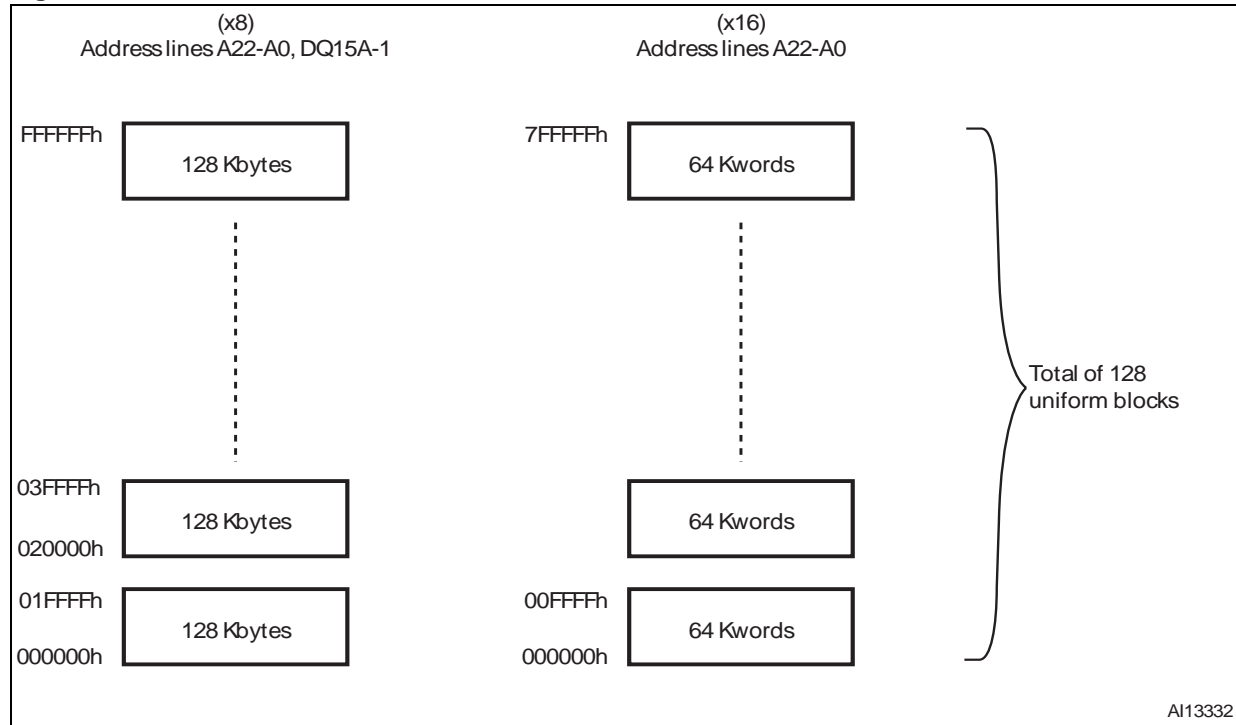 (x8)
Address lines A22-A0, DQ15A-1
(x16)
Address lines A22-A0
FFFFFFh
128 Kbytes
7FFFFFh
64 Kwords
Total of 128
uniform blocks
03FFFFh
128 Kbytes
020000h
64 Kwords
01FFFFh
128 Kbytes
000000h
00FFFFh
64 Kwords
000000h
AI13332